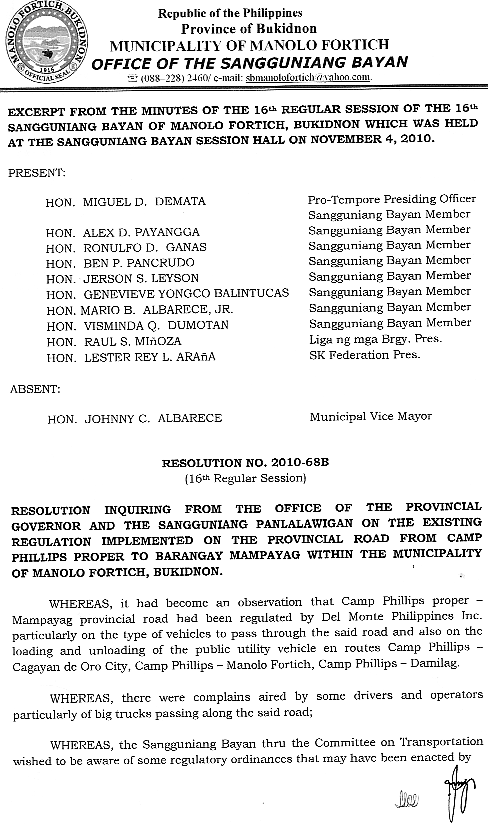 MANOLO FORTICH, BUKIDNON
1916
OFFICIAL SEAL
Republic of the Philippines
Province of Bukidnon
MUNICIPALITY OF MANOLO FORTICH
OFFICE OF THE SANGGUNIANG BAYAN
☏ (088-228) 2460/ e-mail: sbmanolofortich@yahoo.com.
EXCERPT FROM THE MINUTES OF THE 16th REGULAR SESSION OF THE 16th
SANGGUNIANG BAYAN OF MANOLO FORTICH, BUKIDNON WHICH WAS HELD
AT THE SANGGUNIANG BAYAN SESSION HALL ON NOVEMBER 4, 2010.
PRESENT:
HON. MIGUEL D. DEMATA Pro-Tempore Presiding Officer
Sangguniang Bayan Member
HON. ALEX D. PAYANGGA Sangguniang Bayan Member
HON. RONULFO D. GANAS Sangguniang Bayan Member
HON. BEN P. PANCRUDO Sangguniang Bayan Member
HON. JERSON S. LEYSON Sangguniang Bayan Member
HON. GENEVIEVE YONGCO BALINTUCAS Sangguniang Bayan Member
HON. MARIO B. ALBARECE, JR. Sangguniang Bayan Member
HON. VISMINDA Q. DUMOTAN Sangguniang Bayan Member
HON. RAUL S. MIñOZA Liga ng mga Brgy. Pres.
HON. LESTER REY L. ARAñA SK Federation Pres.
ABSENT:
HON. JOHNNY C. ALBARECE Municipal Vice Mayor
RESOLUTION NO. 2010-68B
(16th Regular Session)
RESOLUTION INQUIRING FROM THE OFFICE OF THE PROVINCIAL
GOVERNOR AND THE SANGGUNIANG PANLALAWIGAN ON THE EXISTING
REGULATION IMPLEMENTED ON THE PROVINCIAL ROAD FROM CAMP
PHILLIPS PROPER TO BARANGAY MAMPAYAG WITHIN THE MUNICIPALITY
OF MANOLO FORTICH, BUKIDNON.
WHEREAS, it had become an observation that Camp Phillips proper –
Mampayag provincial road had been regulated by Del Monte Philippines Inc.
particularly on the type of vehicles to pass through the said road and also on the
loading and unloading of the public utility vehicle en routes Camp Phillips –
Cagayan de Oro City, Camp Phillips – Manolo Fortich, Camp Phillips – Damilag.
WHEREAS, there were complains aired by some drivers and operators
particularly of big trucks passing along the said road;
WHEREAS, the Sangguniang Bayan thru the Committee on Transportation
wished to be aware of some regulatory ordinances that may have been enacted by